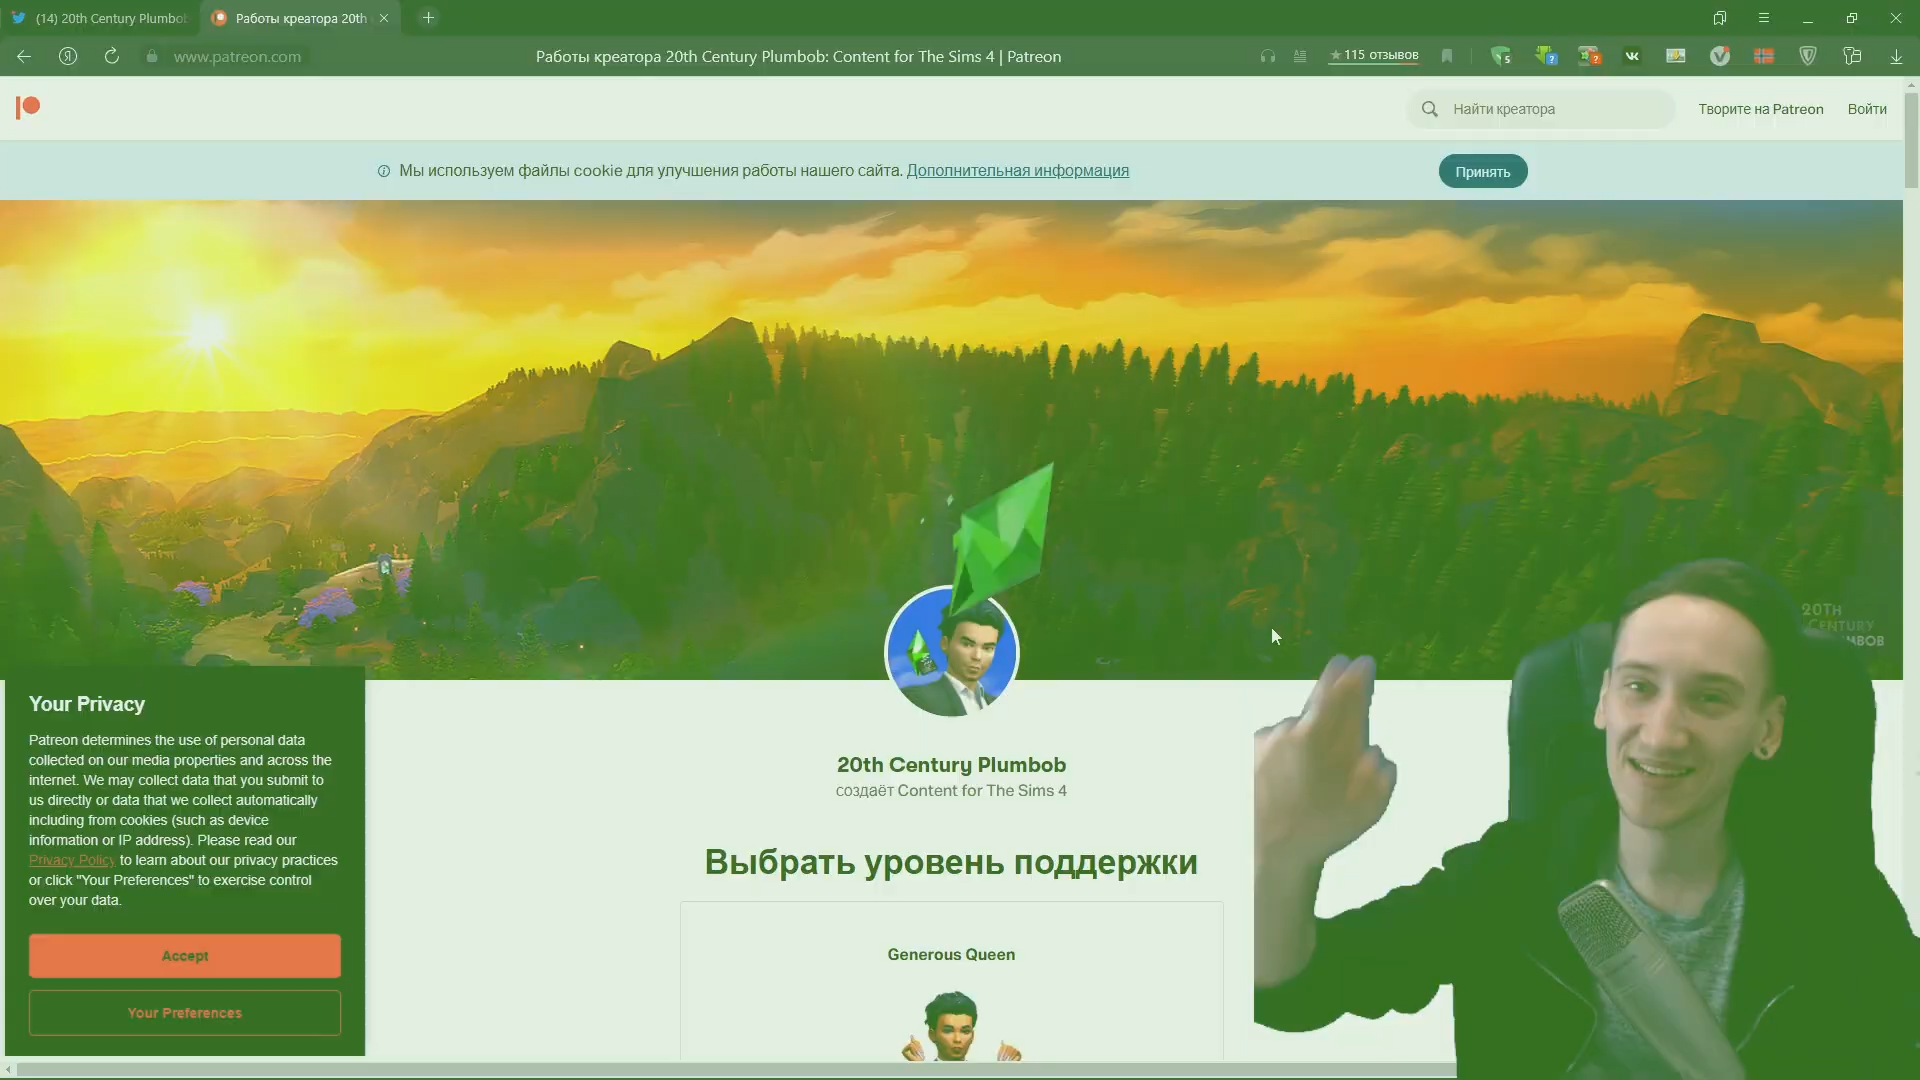 (14) 20th Century Plumbo
Работы креатора 20th
www.patreon.com
Работы креатора 20th Century Plumbob: Content for The Sims 4 | Patreon
★115 отзывов
Найти креатора
Творите на Patreon
Войти
Мы используем файлы cookie для улучшения работы нашего сайта. Дополнительная информация
Принять
20TH
CENTURY
MBOB
20th Century Plumbob
создаёт Content for The Sims 4
Выбрать уровень поддержки
Generous Queen
Your Privacy
Patreon determines the use of personal data
collected on our media properties and across the
internet. We may collect data that you submit to
us directly or data that we collect automatically
including from cookies (such as device
information or IP address). Please read our
Privacy Policy to learn about our privacy practices
or click "Your Preferences" to exercise control
over your data.
Accept
Your Preferences